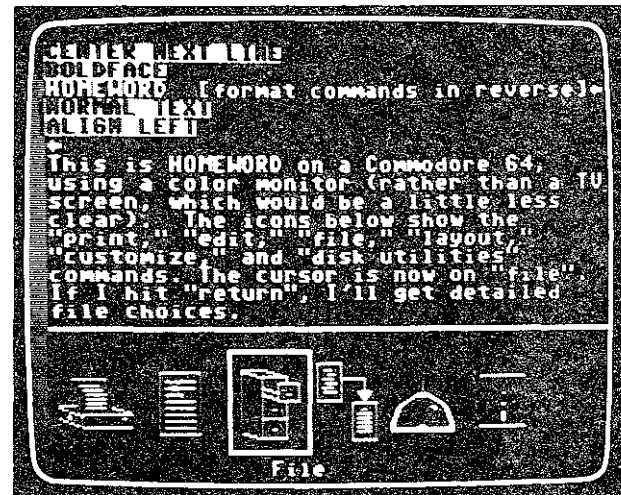 CENTER NEXT LINE
BOLDFACE
HOMEWORD [format commands in reverse]←
NORMAL TEXT
ALIGN LEFT
←
This is HOMEWORD on a Commodore 64,
using a color monitor (rather than a TV
screen, which would be a little less
clear). The icons below show the
"print," "edit," "file," "layout,"
"customize," and "disk utilities"
commands. The cursor is now on "file".
If I hit "return", I'll get detailed
file choices.
File